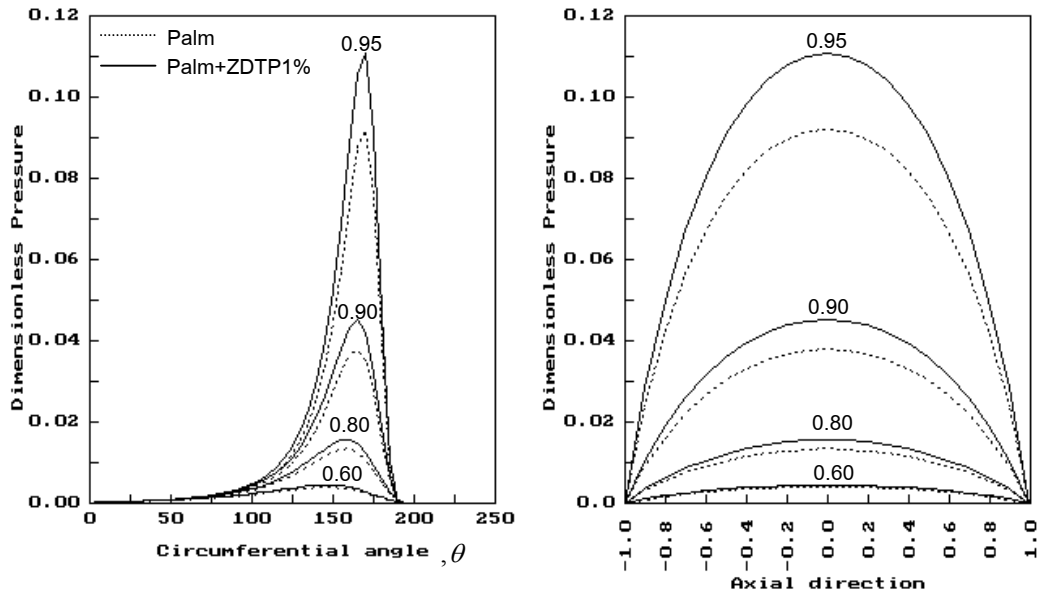 0.12
0.10
0.08
0.06
0.04
0.02
0.00
Dimensionless Pressure
Palm
Palm+ZDTP1%
0.95
0.90
0.80
0.60
0 50 100 150 200 250
Circumferential angle ,θ
0.12
0.10
0.08
0.06
0.04
0.02
0.0
Dimensionless Pressure
0.95
0.90
0.80
0.60
-1.0 -0.8 -0.6 -0.4 -0.2 0.0 0.2 0.4 0.6 0.8 1.0
Axial direction